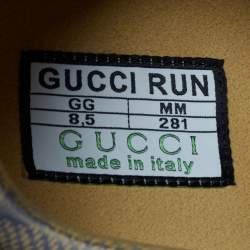 GUCCI RUN
GG MM
8,5 281
GUCCI
made in italy